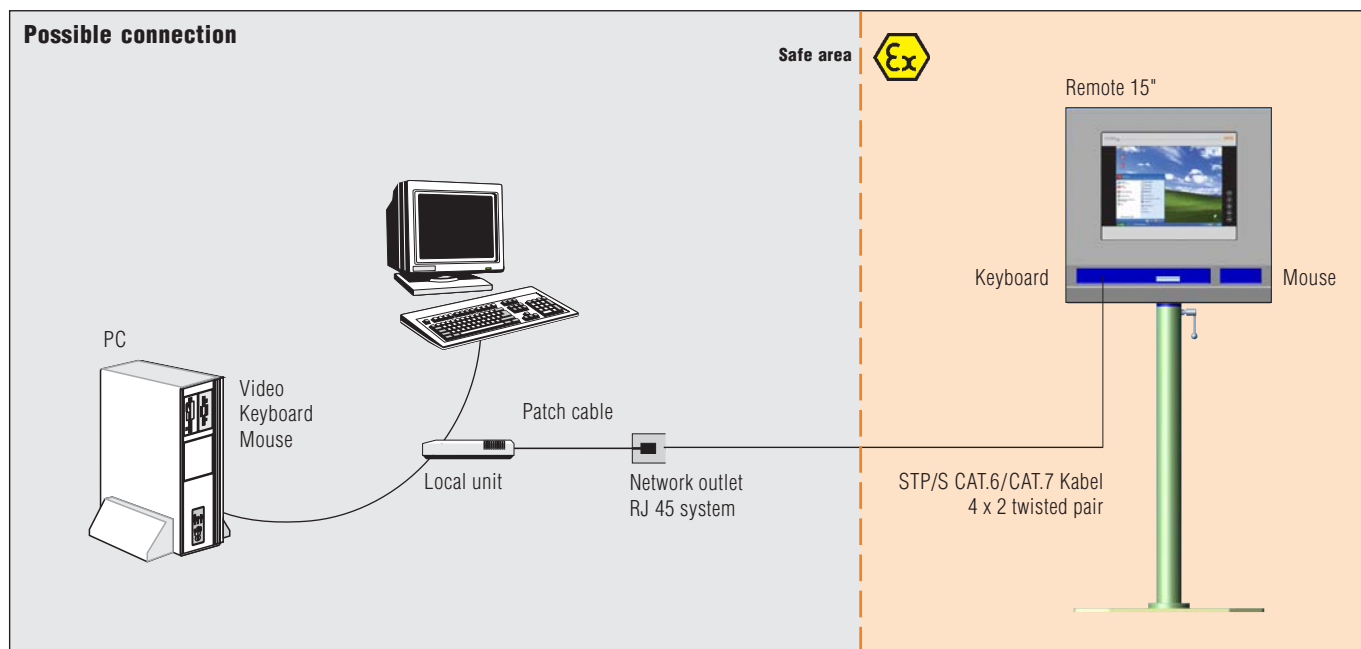 Possible connection
Safe area
Ex
Remote 15"
Keyboard
Mouse
PC
Video
Keyboard
Mouse
Patch cable
Local unit
Network outlet
RJ 45 system
STP/S CAT.6/CAT.7 Kabel
4 x 2 twisted pair